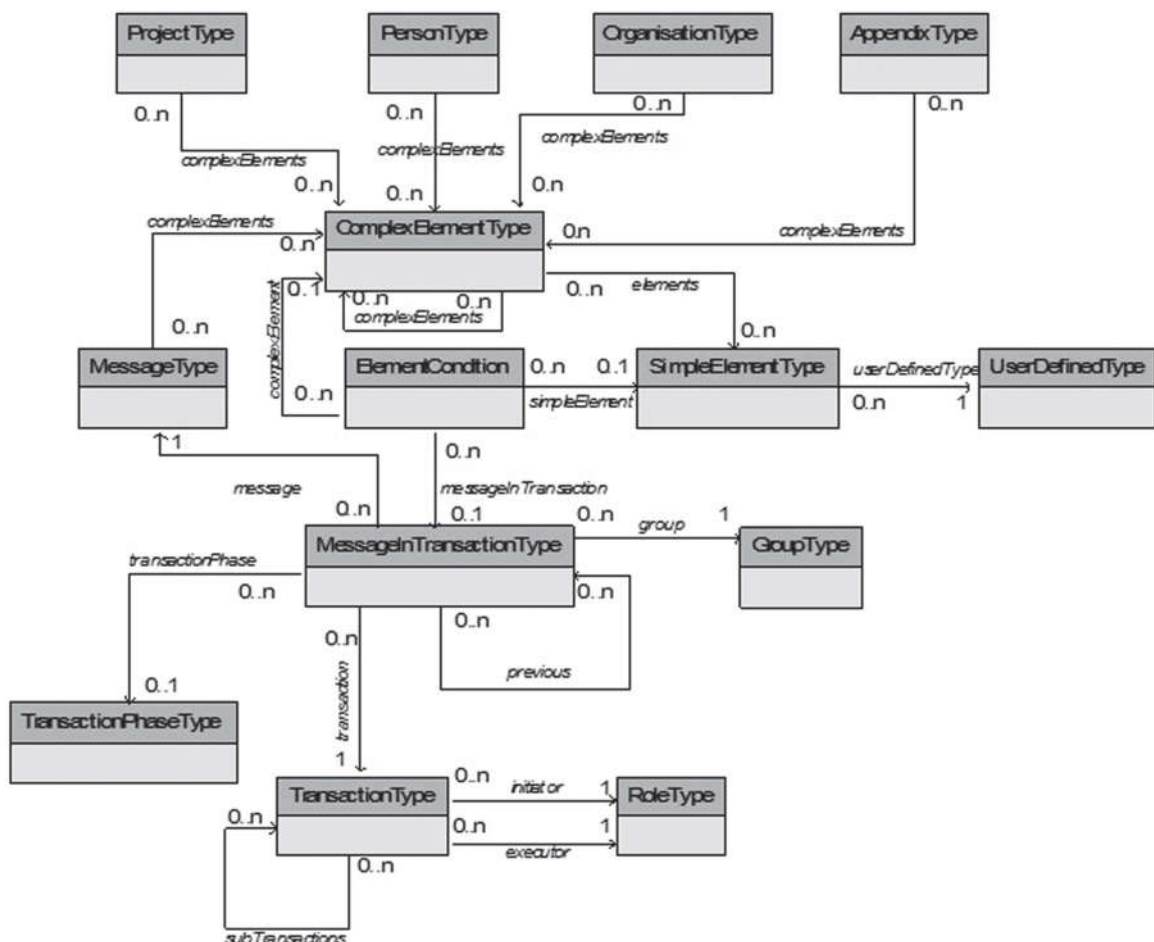 ProjectType
PersonType
OrganisationType
AppendixType
0..n
0..n
0..n
0..n
complexElements
complexElements
complexElements
complexElements
0..n
0..n
0.n
0.n
complexElements
0..n
ComplexElementType
0..n
elements
0..1
0..n
0..n
complexElements
complexElement
0..n
0..n
MessageType
ElementCondtion
0..n
0..1
simpleElement
SimpleElementType
userDefinedType
0..n
1
UserDefinedType
0..n
1
message
0..n
messageInTransaction
0..n
0..1
0..n
group
1
MessageInTransactionType
GroupType
transactionPhase
0..n
0..n
0..n
0..n
previous
transaction
0..1
TransactionPhaseType
1
TransactionType
0..n
initiator
1
RoleType
0..n
0..n
executor
1
0..n
subTransactions